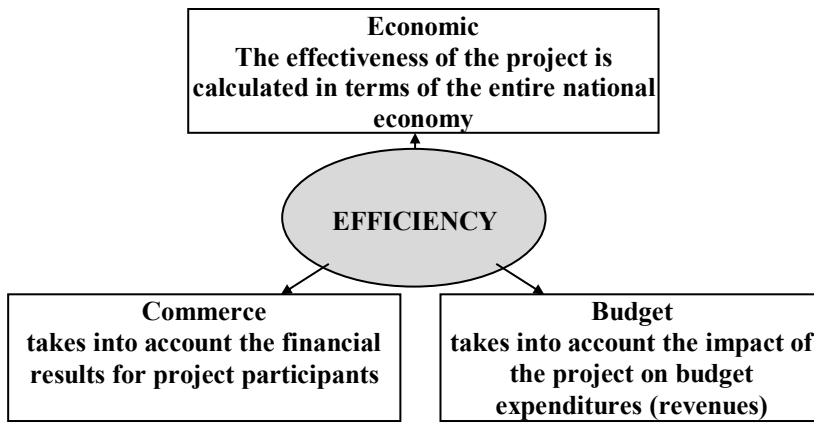 Economic
The effectiveness of the project is
calculated in terms of the entire national
economy
EFFICIENCY
Commerce
takes into account the financial
results for project participants
Budget
takes into account the impact of
the project on budget
expenditures (revenues)